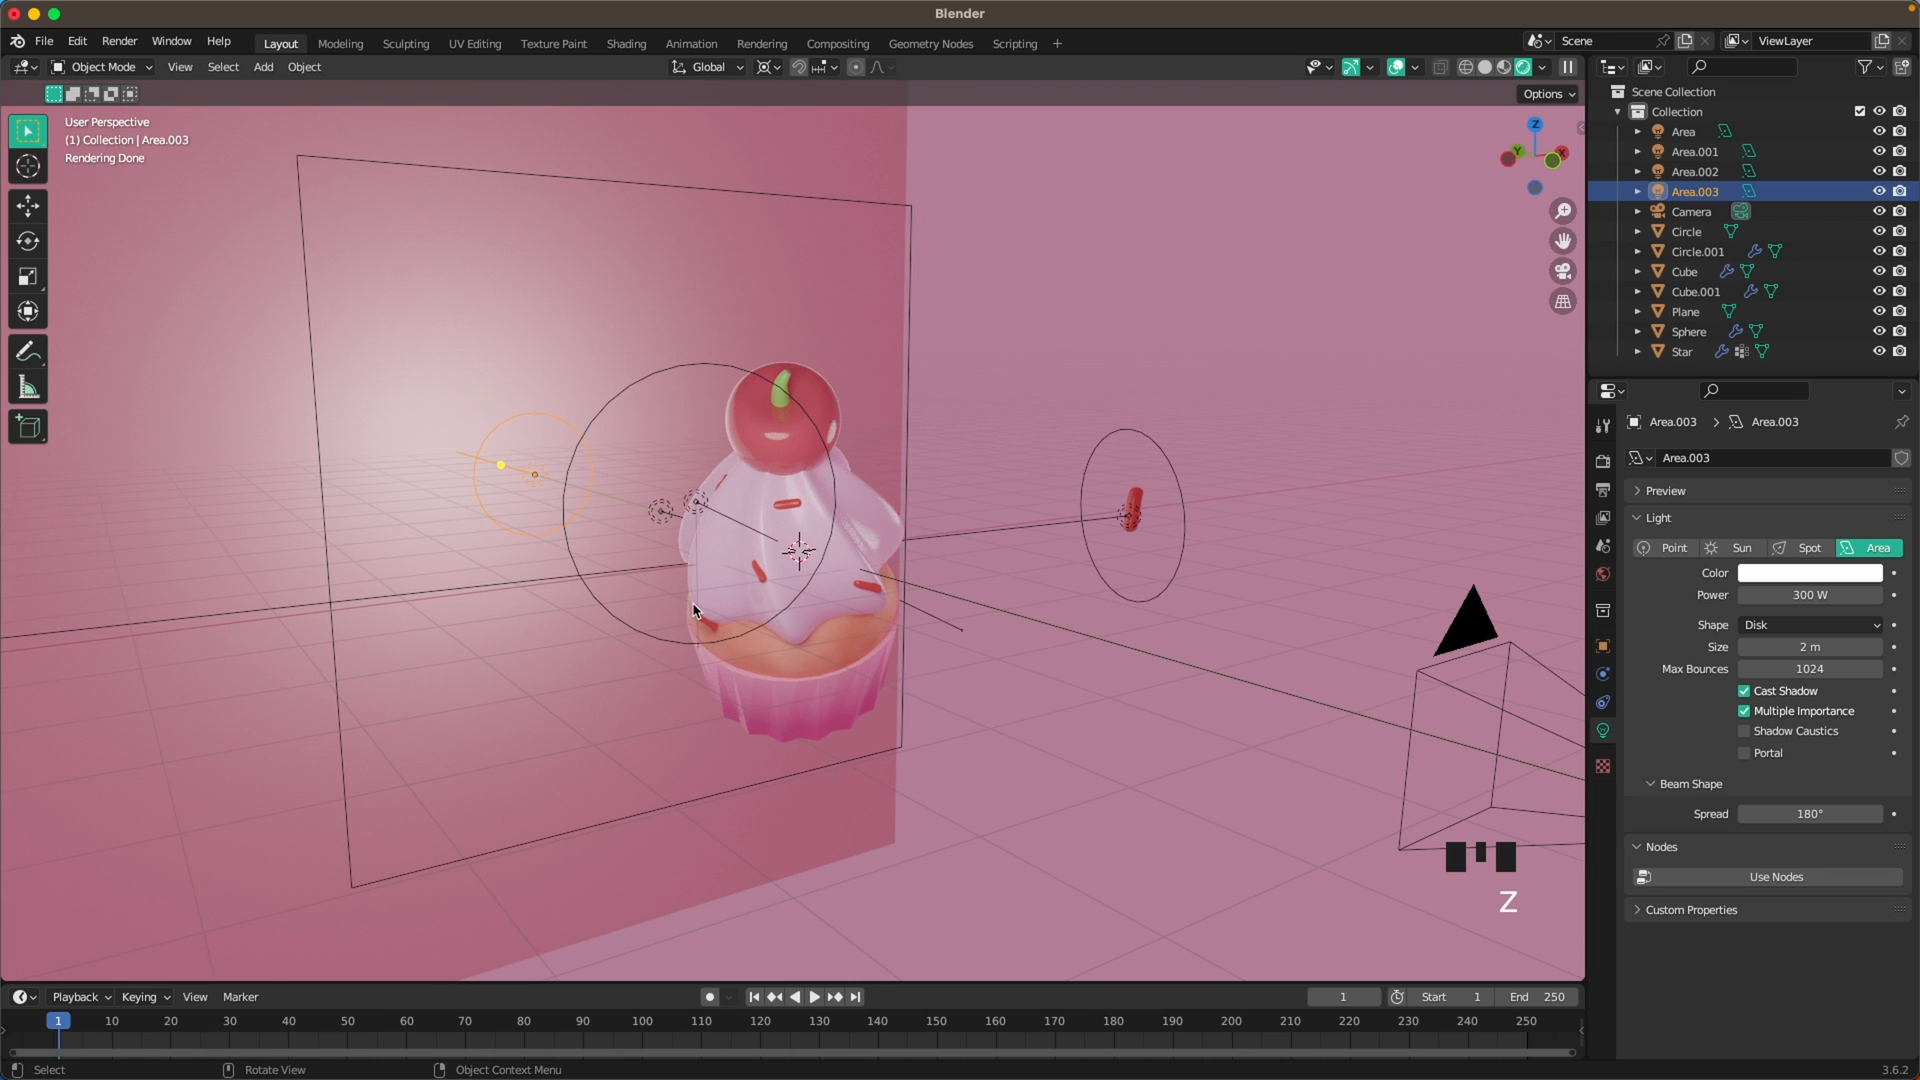 Blender
File Edit Render Window Help Layout Modeling Sculpting UV Editing Texture Paint Shading Animation Rendering Compositing Geometry Nodes Scripting + Scene ViewLayer
Object Mode View Select Add Object Global
Options
User Perspective
(1) Collection | Area.003
Rendering Done
Z
Y
X
Scene Collection
Collection
Area
Area.001
Area.002
Area.003
Camera
Circle
Circle.001
Cube
Cube.001
Plane
Sphere
Star
Area.003 > Area.003
Area.003
Preview
Light
Point Sun Spot Area
Color
Power 300 W
Shape Disk
Size 2 m
Max Bounces 1024
Cast Shadow
Multiple Importance
Shadow Caustics
Portal
Beam Shape
Spread 180°
Nodes
Use Nodes
Custom Properties
Z
Playback Keying View Marker 1 Start 1 End 250
1 10 20 30 40 50 60 70 80 90 100 110 120 130 140 150 160 170 180 190 200 210 220 230 240 250
Select Rotate View Object Context Menu 3.6.2